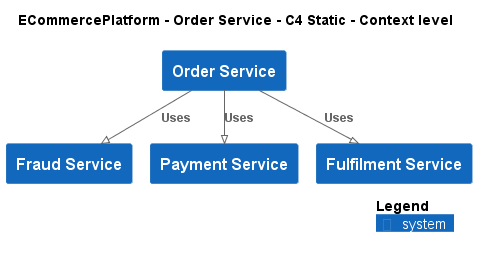 ECommercePlatform - Order Service - C4 Static - Context level
Order Service
Uses
Uses
Uses
Fraud Service
Payment Service
Fulfilment Service
Legend
system